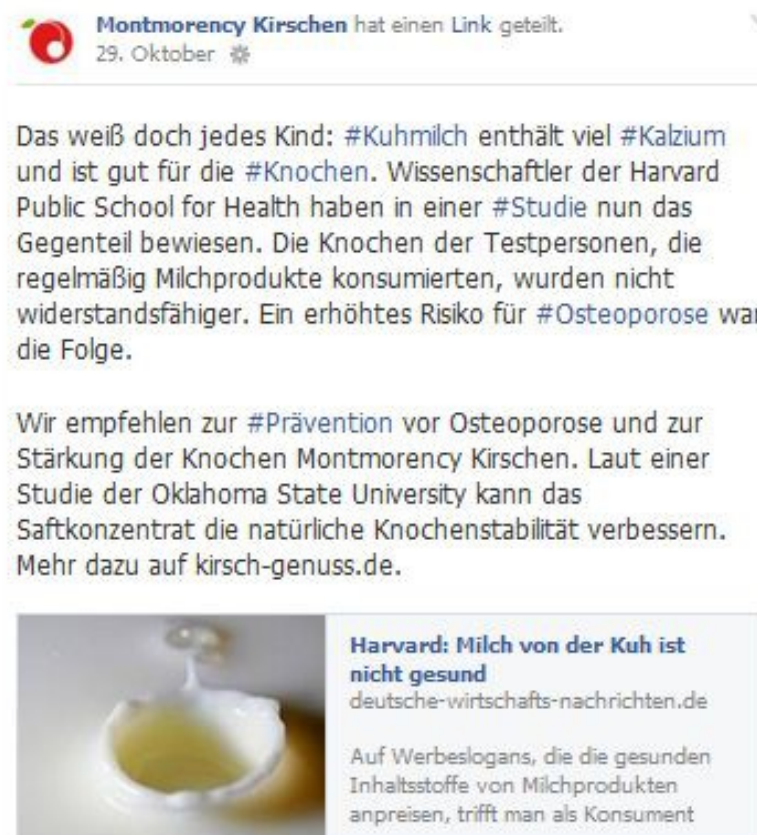 Montmorency Kirschen hat einen Link geteilt.
29. Oktober
Das weiß doch jedes Kind: #Kuhmilch enthält viel #Kalzium
und ist gut für die #Knochen. Wissenschaftler der Harvard
Public School for Health haben in einer #Studie nun das
Gegenteil bewiesen. Die Knochen der Testpersonen, die
regelmäßig Milchprodukte konsumierten, wurden nicht
widerstandsfähiger. Ein erhöhtes Risiko für #Osteoporose war
die Folge.
Wir empfehlen zur #Prävention vor Osteoporose und zur
Stärkung der Knochen Montmorency Kirschen. Laut einer
Studie der Oklahoma State University kann das
Saftkonzentrat die natürliche Knochenstabilität verbessern.
Mehr dazu auf kirsch-genuss.de.
Harvard: Milch von der Kuh ist
nicht gesund
deutsche-wirtschafts-nachrichten.de
Auf Werbeslogans, die die gesunden
Inhaltsstoffe von Milchprodukten
anpreisen, trifft man als Konsument